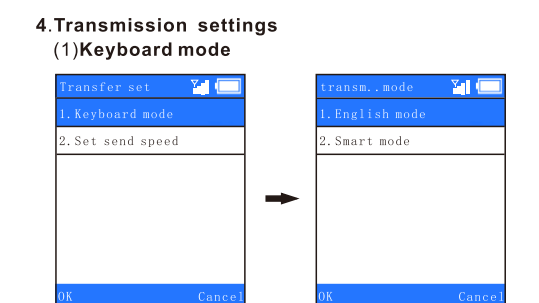 4.Transmission settings
(1)Keyboard mode
Transfer set
1.Keyboard mode
2.Set send speed
OK Cancel
transm..mode
1.English mode
2.Smart mode
OK Cancel